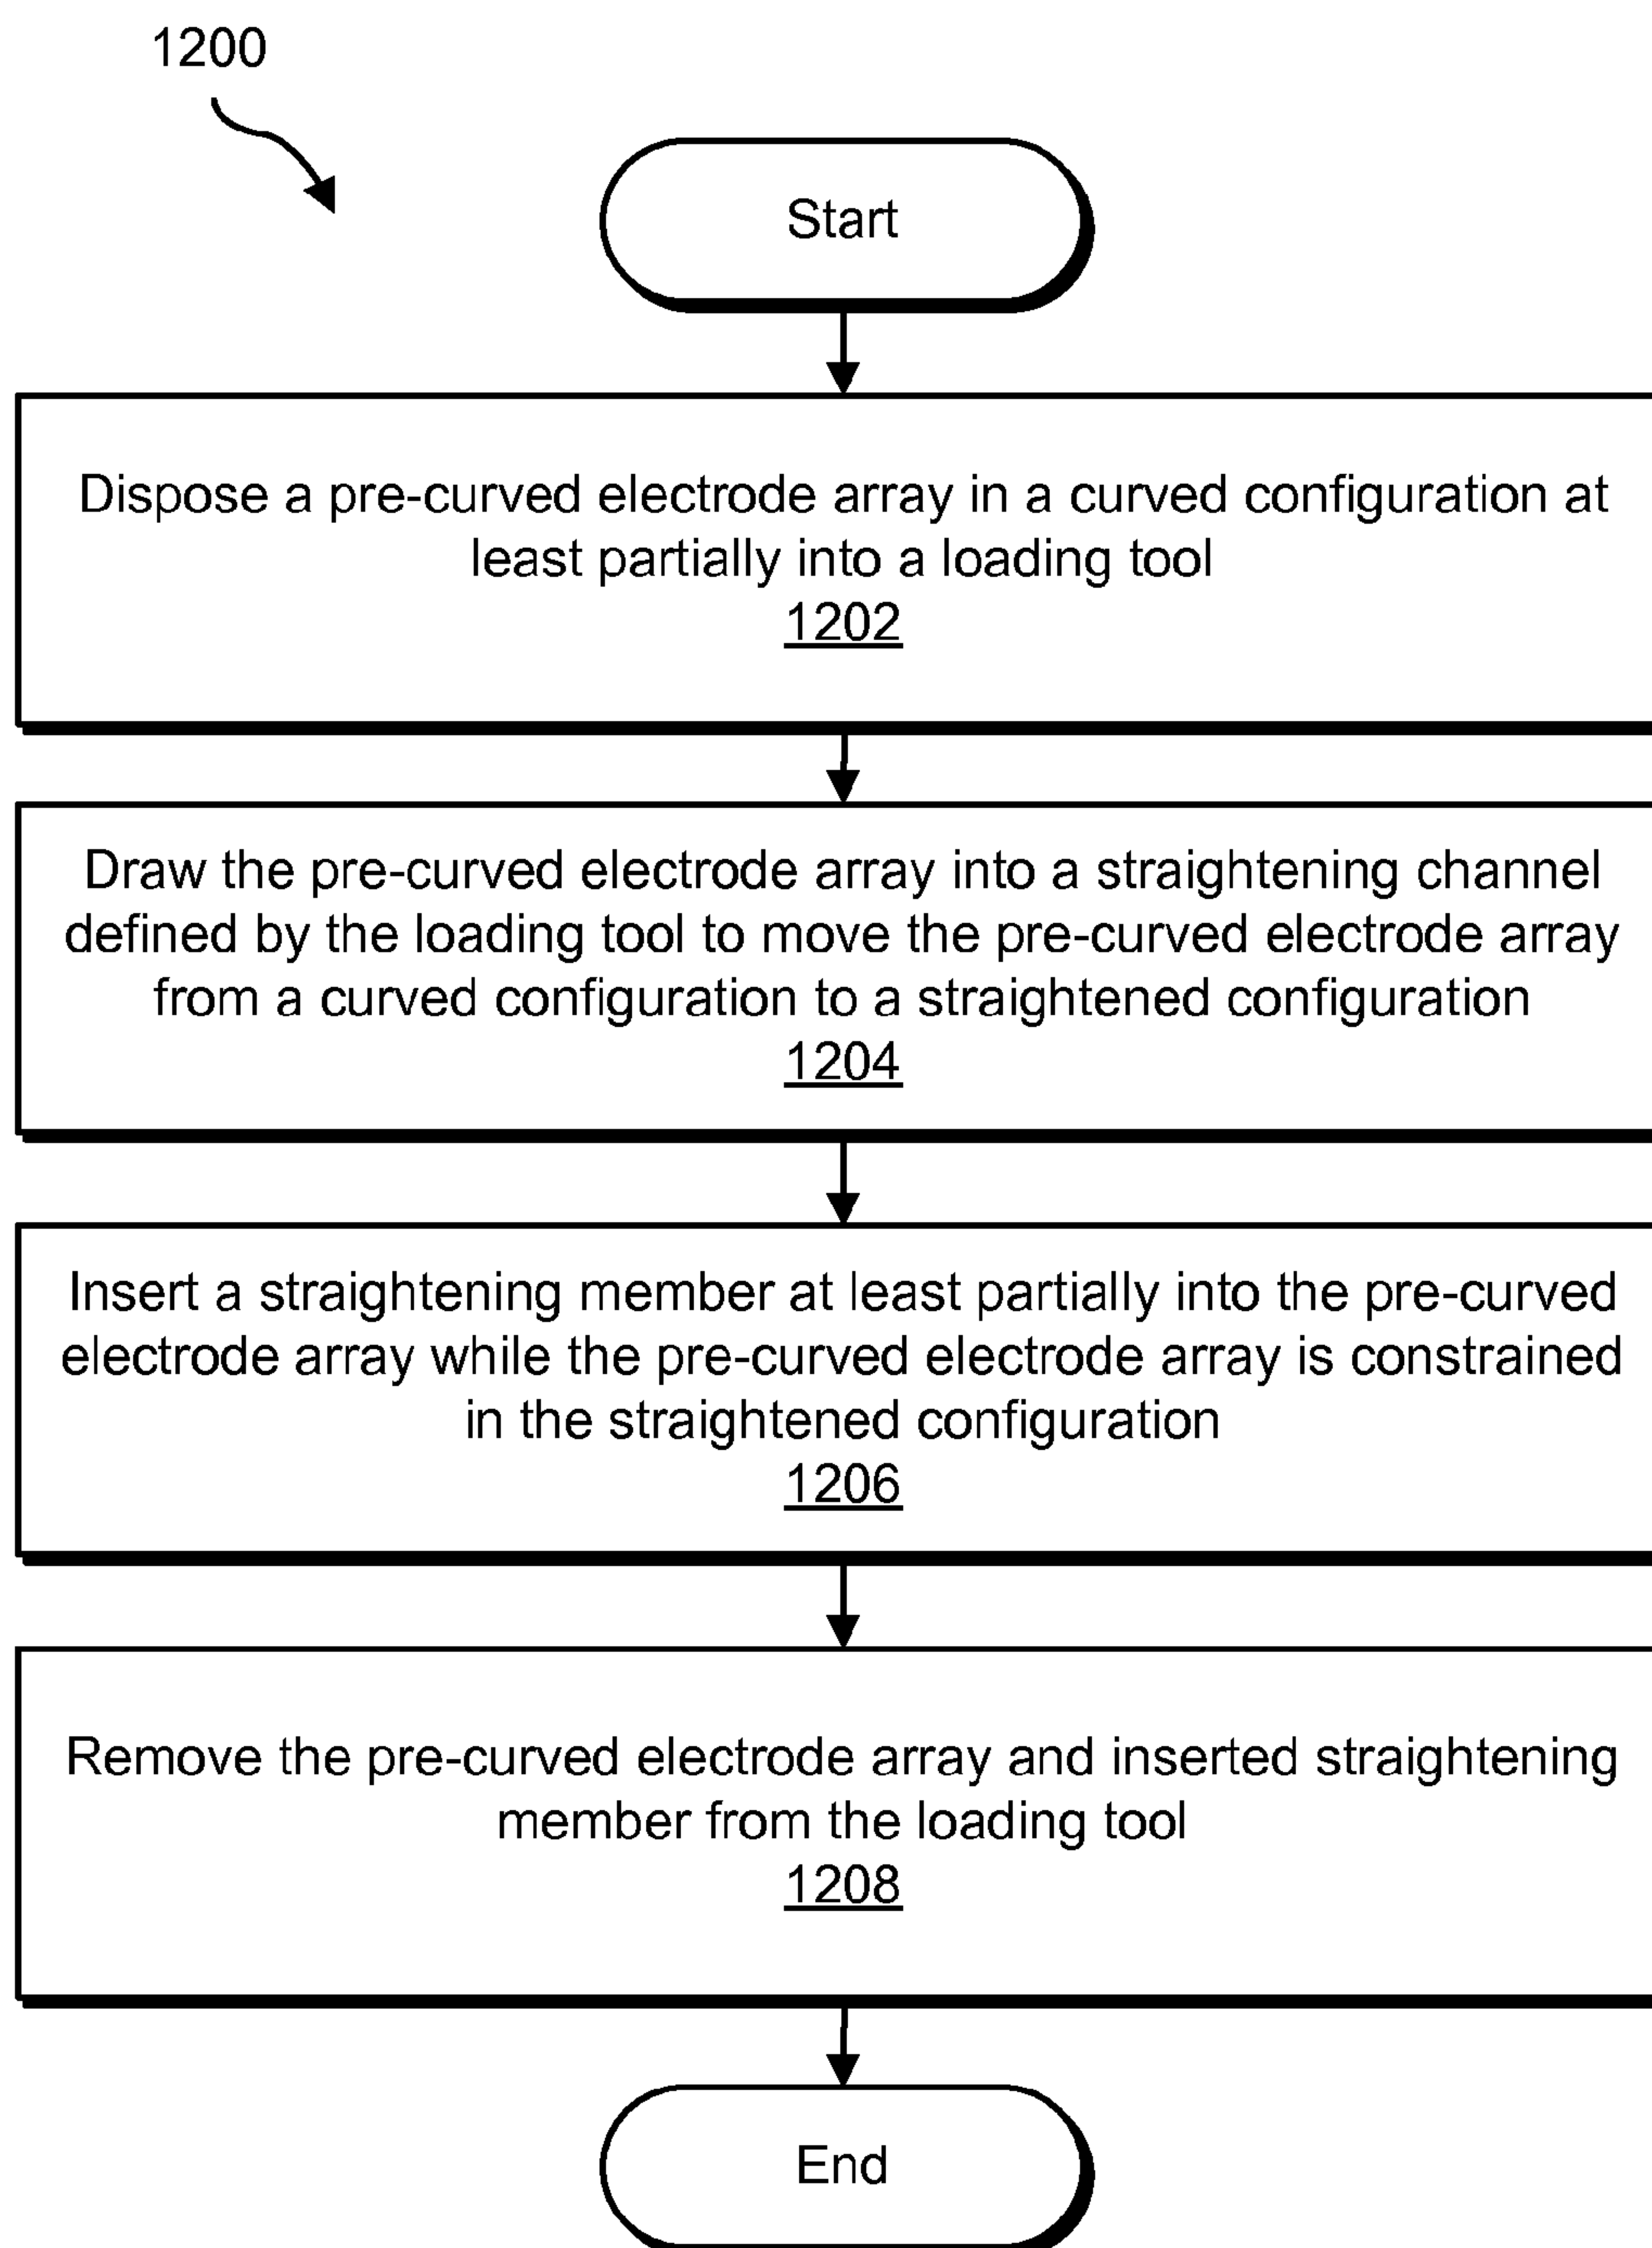 1200
Start
Dispose a pre-curved electrode array in a curved configuration at
least partially into a loading tool
1202
Draw the pre-curved electrode array into a straightening channel
defined by the loading tool to move the pre-curved electrode array
from a curved configuration to a straightened configuration
1204
Insert a straightening member at least partially into the pre-curved
electrode array while the pre-curved electrode array is constrained
in the straightened configuration
1206
Remove the pre-curved electrode array and inserted straightening
member from the loading tool
1208
End